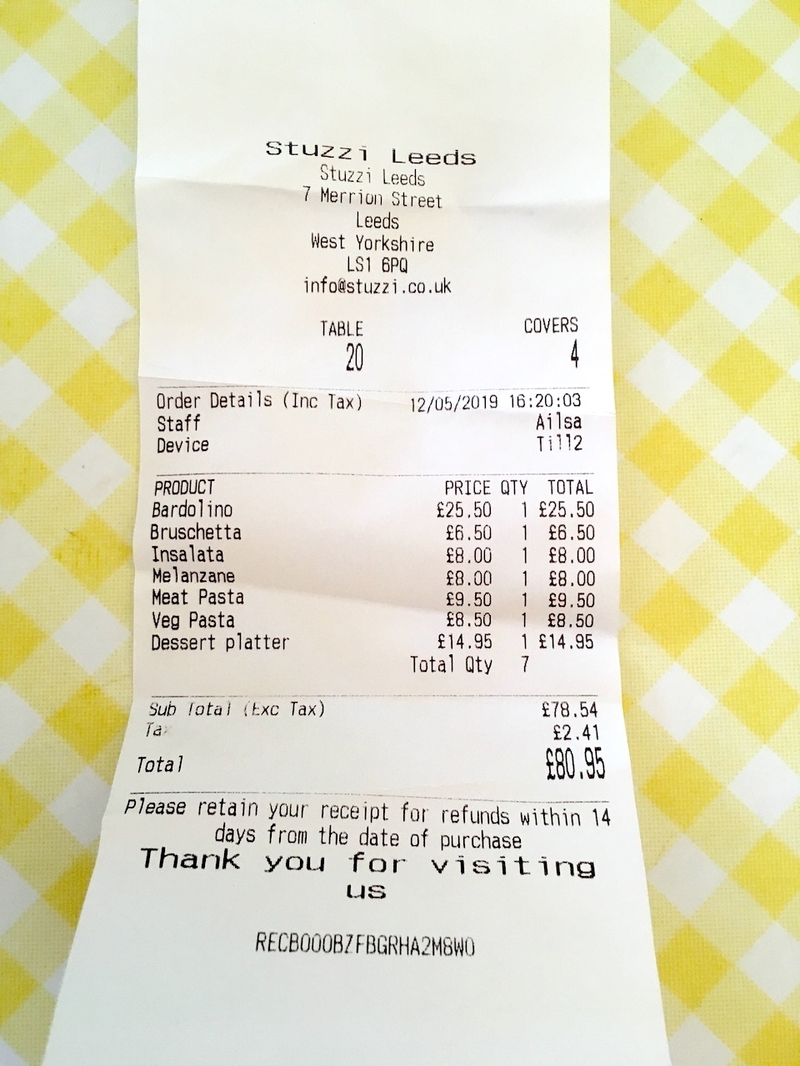 Stuzzi Leeds
Stuzzi Leeds
7 Merrion Street
Leeds
West Yorkshire
LS1 6PQ
info@stuzzi.co.uk
TABLE COVERS
20 4
Order Details (Inc Tax) 12/05/2019 16:20:03
Staff Ailsa
Device Till2
PRODUCT PRICE QTY TOTAL
Bardolino £25.50 1 £25.50
Bruschetta £6.50 1 £6.50
Insalata £8.00 1 £8.00
Melanzane £8.00 1 £8.00
Meat Pasta £9.50 1 £9.50
Veg Pasta £8.50 1 £8.50
Dessert platter £14.95 1 £14.95
Total Qty 7
Sub Total (Exc Tax) £78.54
Tax £2.41
Total £80.95
Please retain your receipt for refunds within 14
days from the date of purchase
Thank you for visiting
us